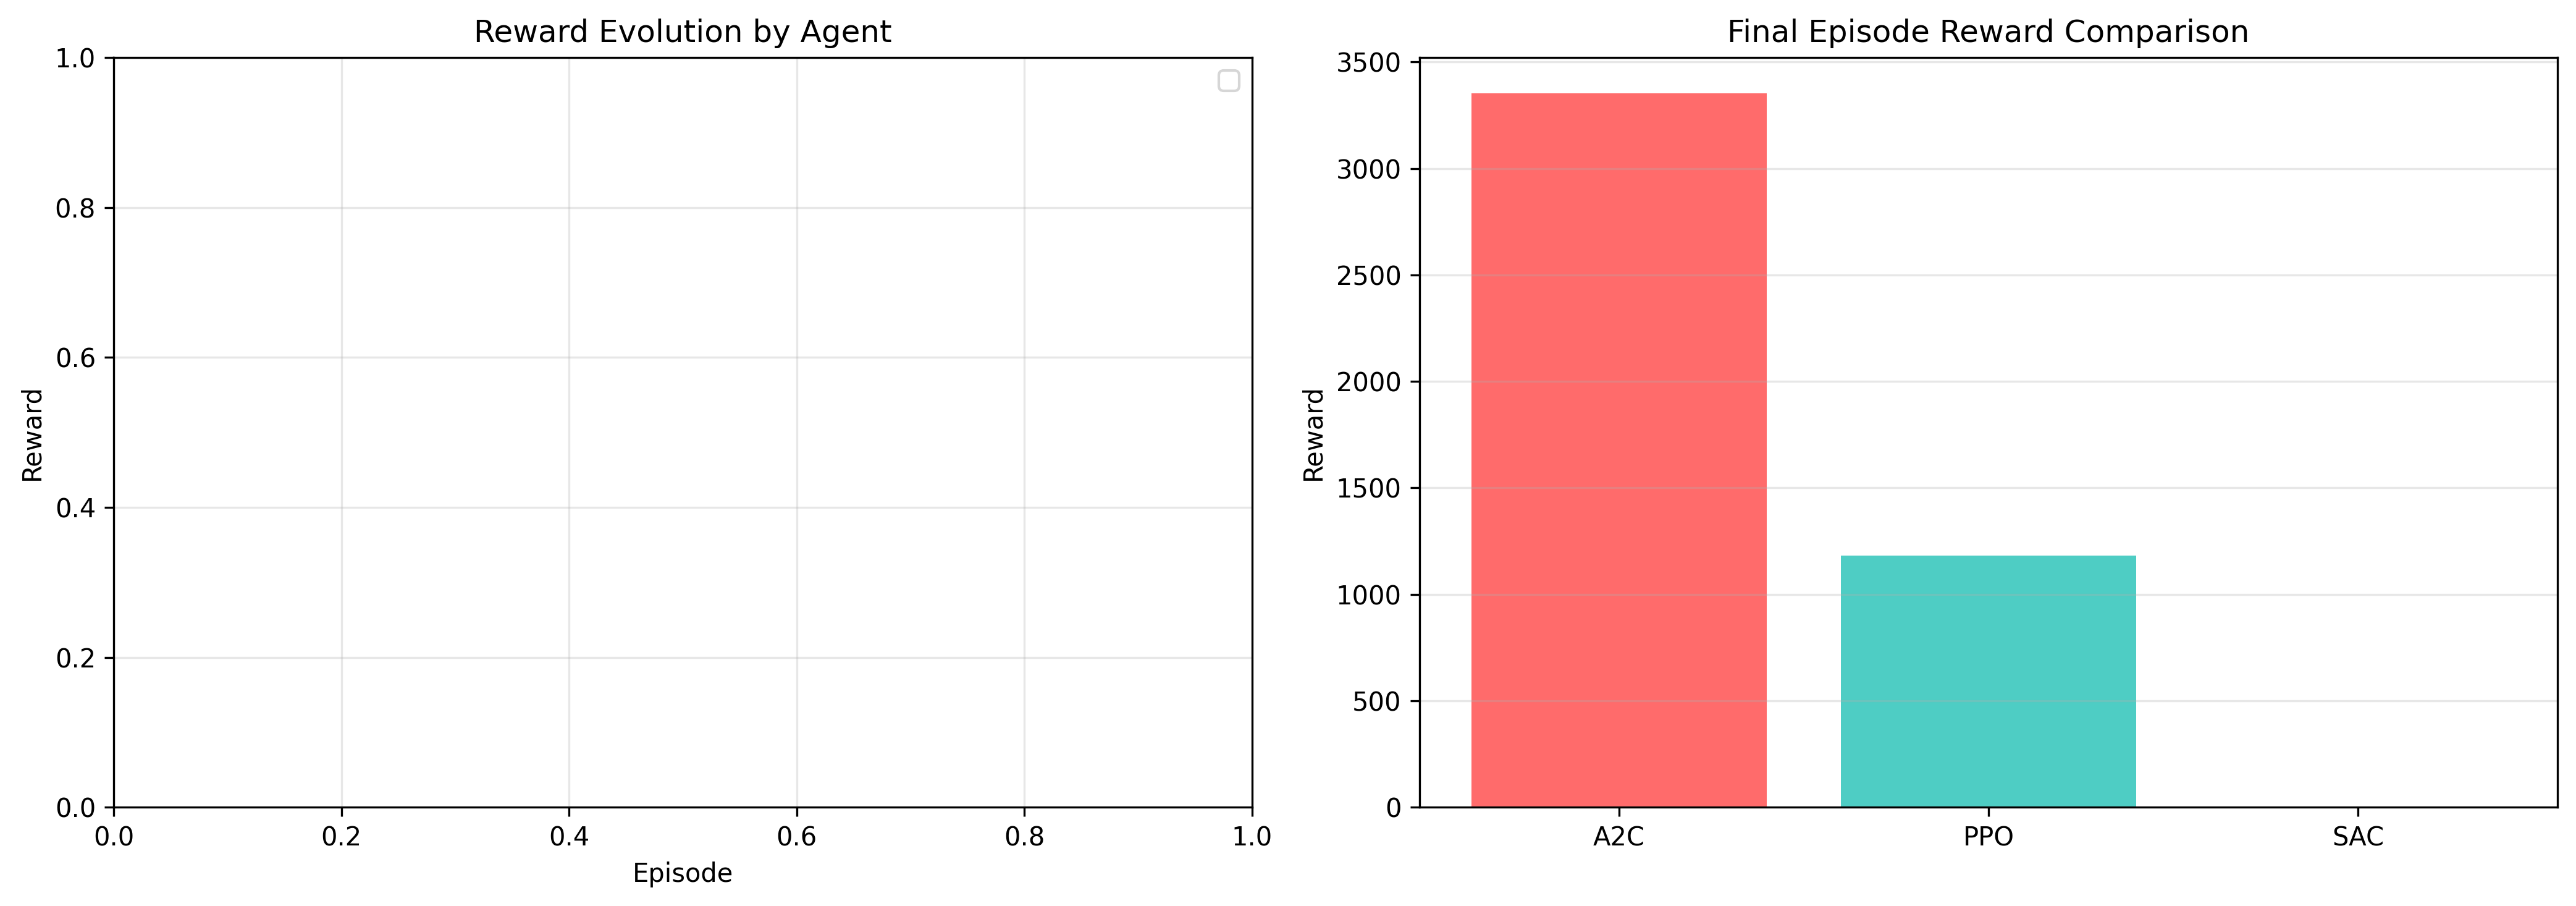 Reward Evolution by Agent
1.0
0.8
0.6
0.4
0.2
0.0
Reward
0.0 0.2 0.4 0.6 0.8 1.0
Episode
Final Episode Reward Comparison
3500
3000
2500
2000
1500
1000
500
0
Reward
A2C PPO SAC